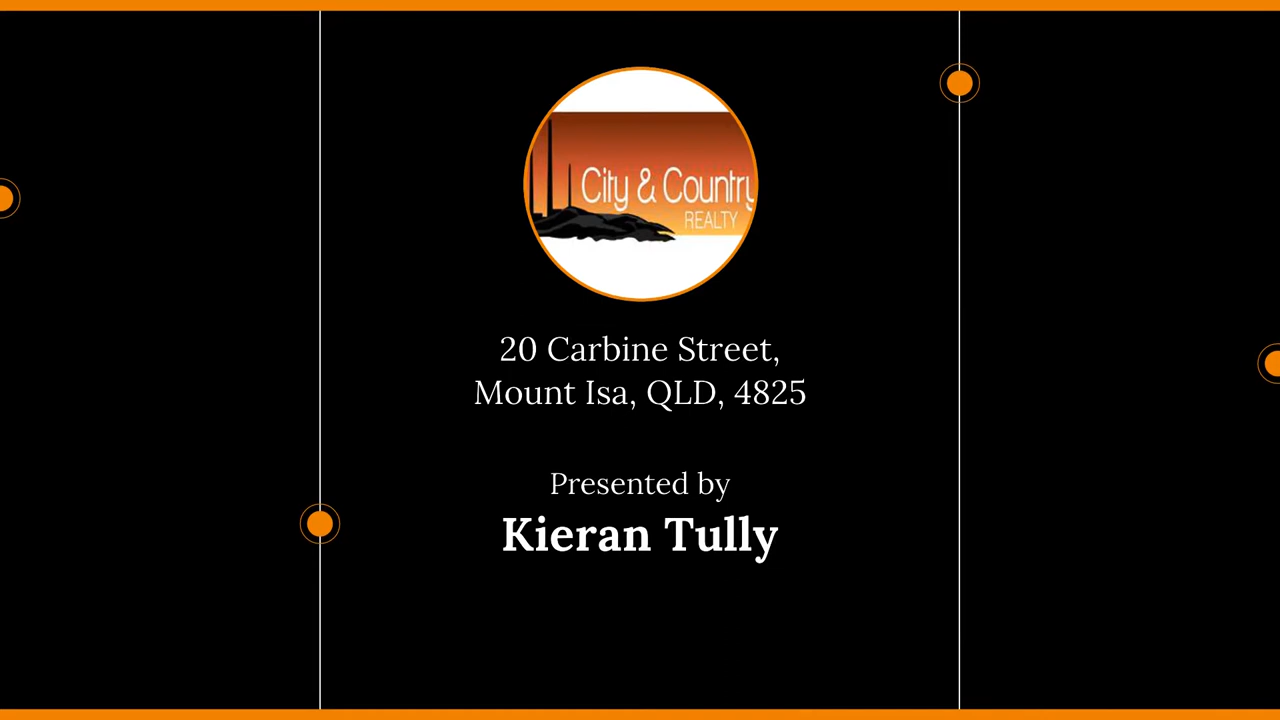 City & Country
REALTY
20 Carbine Street,
Mount Isa, QLD, 4825
Presented by
Kieran Tully